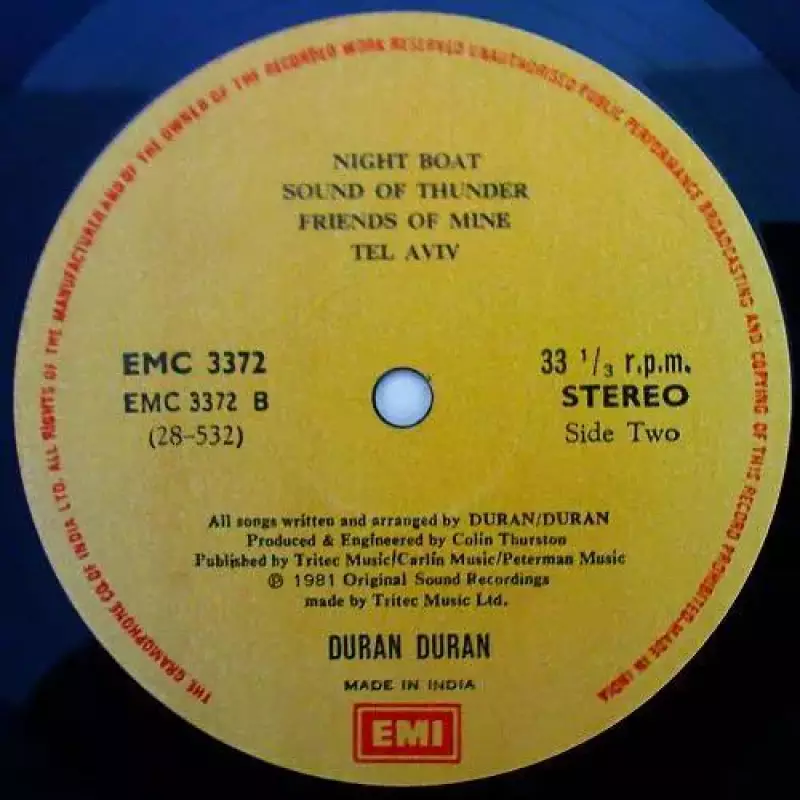 THE GRAMOPHONE CO. OF INDIA LTD. ALL RIGHTS OF THE MANUFACTURER AND OF THE OWNER OF THE RECORDED WORK RESERVED UNAUTHORISED PUBLIC PERFORMANCE BROADCASTING AND COPYING OF THIS RECORD PROHIBITED-MADE IN INDIA
NIGHT BOAT
SOUND OF THUNDER
FRIENDS OF MINE
TEL AVIV
EMC 3372
EMC 3372 B
(28-532)
33 1/3 r.p.m.
STEREO
Side Two
All songs written and arranged by DURAN/DURAN
Produced & Engineered by Colin Thurston
Published by Tritec Music/Carlin Music/Peterman Music
℗ 1981 Original Sound Recordings
made by Tritec Music Ltd.
DURAN DURAN
MADE IN INDIA
EMI